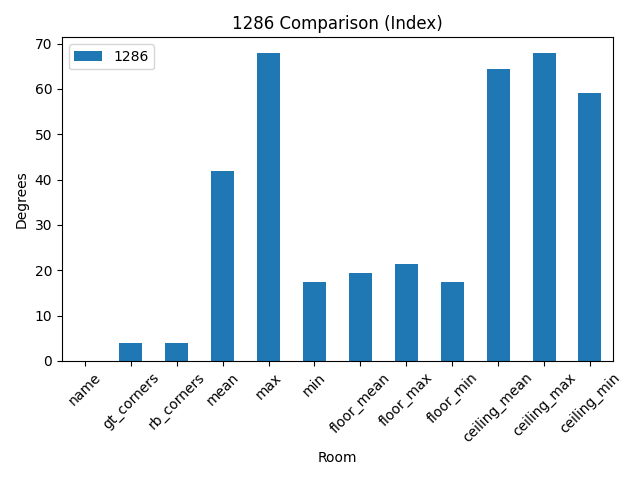 1286 Comparison (Index)
1286
Degrees
70
60
50
40
30
20
10
0
name
gt_corners
rb_corners
mean
max
min
floor_mean
floor_max
floor_min
ceiling_mean
ceiling_max
ceiling_min
Room